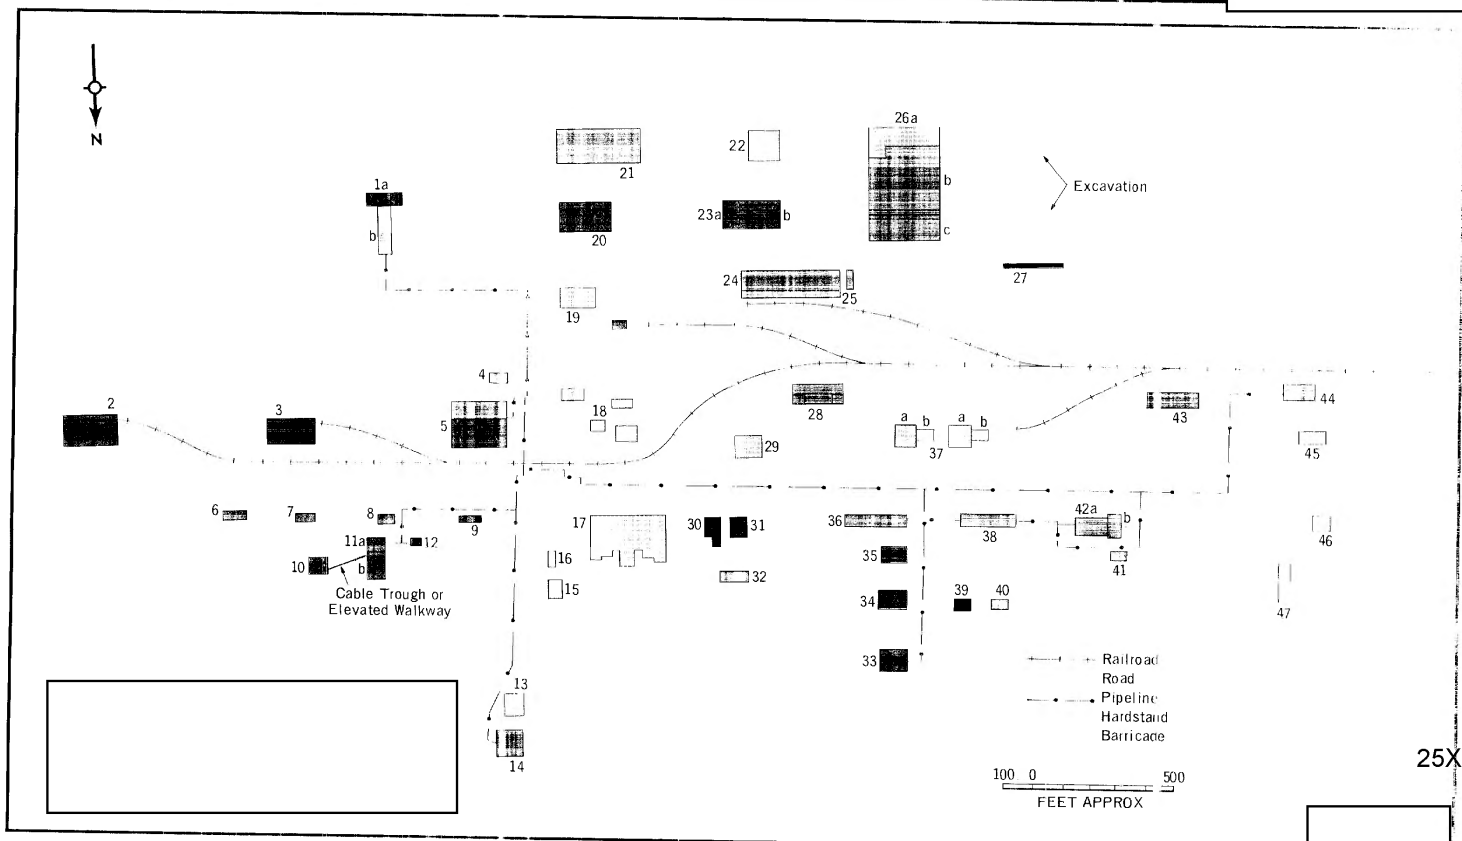 26a
22
21
Excavation
1a
b
23a
b
b
20
c
24
25
27
19
4
2
3
5
18
28
43
44
a
b
a
b
37
29
45
6
7
8
9
17
30
31
36
38
42a
b
46
11a
12
10
b
16
35
41
32
Cable Trough or
Elevated Walkway
15
34
39
40
47
33
13
14
N
Railroad
Road
Pipeline
Hardstand
Barricade
100 0 500
FEET APPROX
25X